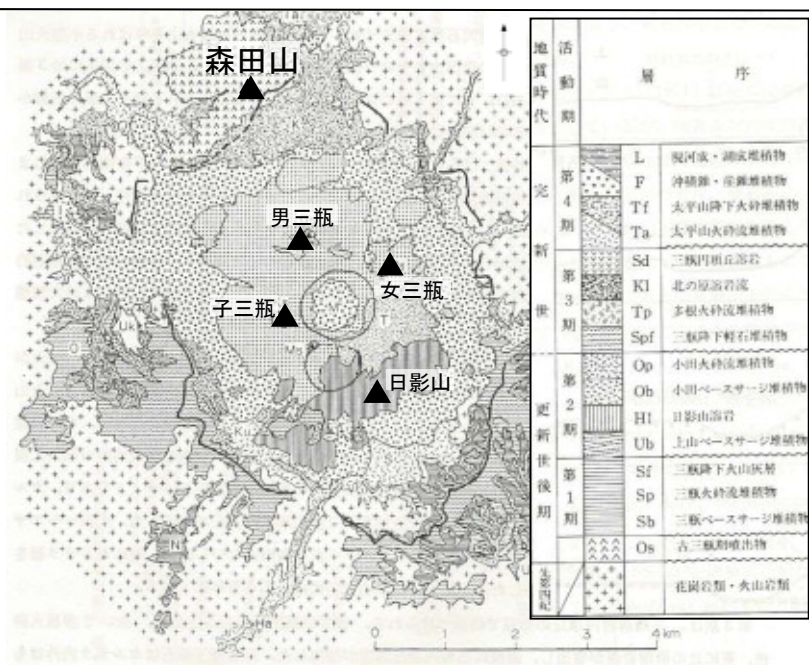 森田山
男三瓶
女三瓶
子三瓶
日影山
Uk
N
Ha
0 1 2 3 4 km
地質時代 活動期 層序
完新世
第4期
L 現河成・湖成堆積物
F 沖積錐・崖錐堆積物
Tf 太平山降下火砕堆積物
Ta 太平山火砕流堆積物
第3期
Sd 三瓶円頂丘溶岩
Kl 北の原溶岩流
Tp 多根火砕流堆積物
Spf 三瓶降下軽石堆積物
更新世後期
第2期
Op 小田火砕流堆積物
Ob 小田ベースサージ堆積物
Hl 日影山溶岩
Ub 上山ベースサージ堆積物
第1期
Sf 三瓶降下火山灰層
Sp 三瓶火砕流堆積物
Sb 三瓶ベースサージ堆積物
Os 古三瓶期噴出物
花崗岩類・火山岩類